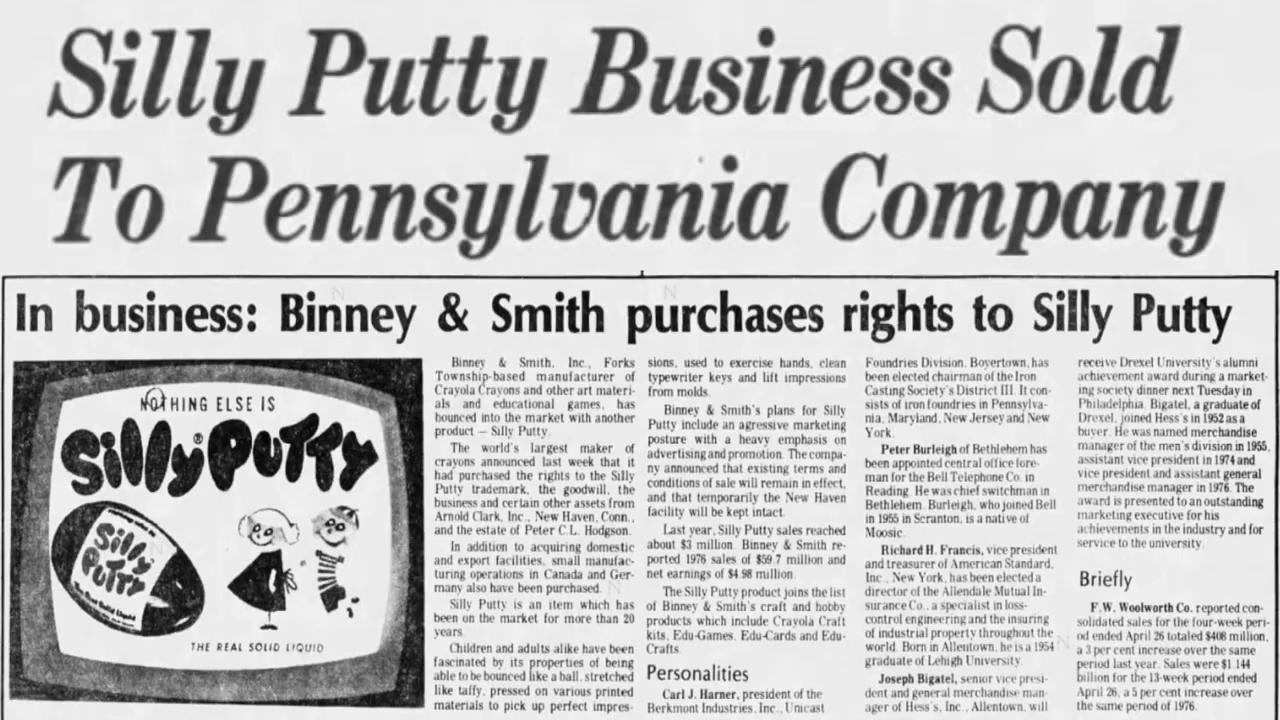 Silly Putty Business Sold
To Pennsylvania Company
In business: Binney & Smith purchases rights to Silly Putty
NOTHING ELSE IS
Silly® PUTTY
Silly
PUTTY
The Real Solid Liquid
THE REAL SOLID LIQUID
Binney & Smith, Inc., Forks
Township-based manufacturer of
Crayola Crayons and other art materi-
als and educational games, has
bounced into the market with another
product — Silly Putty.
The world's largest maker of
crayons announced last week that it
had purchased the rights to the Silly
Putty trademark, the goodwill, the
business and certain other assets from
Arnold Clark, Inc., New Haven, Conn.,
and the estate of Peter C.L. Hodgson.
In addition to acquiring domestic
and export facilities, small manufac-
turing operations in Canada and Ger-
many also have been purchased.
Silly Putty is an item which has
been on the market for more than 20
years.
Children and adults alike have been
fascinated by its properties of being
able to be bounced like a ball, stretched
like taffy, pressed on various printed
materials to pick up perfect impres-
sions, used to exercise hands, clean
typewriter keys and lift impressions
from molds.
Binney & Smith's plans for Silly
Putty include an agressive marketing
posture with a heavy emphasis on
advertising and promotion. The compa-
ny announced that existing terms and
conditions of sale will remain in effect,
and that temporarily the New Haven
facility will be kept intact.
Last year, Silly Putty sales reached
about $3 million. Binney & Smith re-
ported 1976 sales of $59.7 million and
net earnings of $4.98 million.
The Silly Putty product joins the list
of Binney & Smith's craft and hobby
products which include Crayola Craft
kits, Edu-Games, Edu-Cards and Edu-
Crafts.
Personalities
Carl J. Harner, president of the
Berkmont Industries, Inc., Unicast
Foundries Division, Boyertown, has
been elected chairman of the Iron
Casting Society's District III. It con-
sists of iron foundries in Pennsylva-
nia, Maryland, New Jersey and New
York.
Peter Burleigh of Bethlehem has
been appointed central office fore-
man for the Bell Telephone Co. in
Reading. He was chief switchman in
Bethlehem. Burleigh, who joined Bell
in 1955 in Scranton, is a native of
Moosic.
Richard H. Francis, vice president
and treasurer of American Standard,
Inc., New York, has been elected a
director of the Allendale Mutual In-
surance Co., a specialist in loss-
control engineering and the insuring
of industrial property throughout the
world. Born in Allentown, he is a 1954
graduate of Lehigh University.
Joseph Bigatel, senior vice presi-
dent and general merchandise man-
ager of Hess's, Inc., Allentown, will
receive Drexel University's alumni
achievement award during a market-
ing society dinner next Tuesday in
Philadelphia. Bigatel, a graduate of
Drexel, joined Hess's in 1952 as a
buyer. He was named merchandise
manager of the men's division in 1955,
assistant vice president in 1974 and
vice president and assistant general
merchandise manager in 1976. The
award is presented to an outstanding
marketing executive for his
achievements in the industry and for
service to the university.
Briefly
F.W. Woolworth Co. reported con-
solidated sales for the four-week peri-
od ended April 26 totaled $408 million,
a 3 per cent increase over the same
period last year. Sales were $1.144
billion for the 13-week period ended
April 26, a 5 per cent increase over
the same period of 1976.